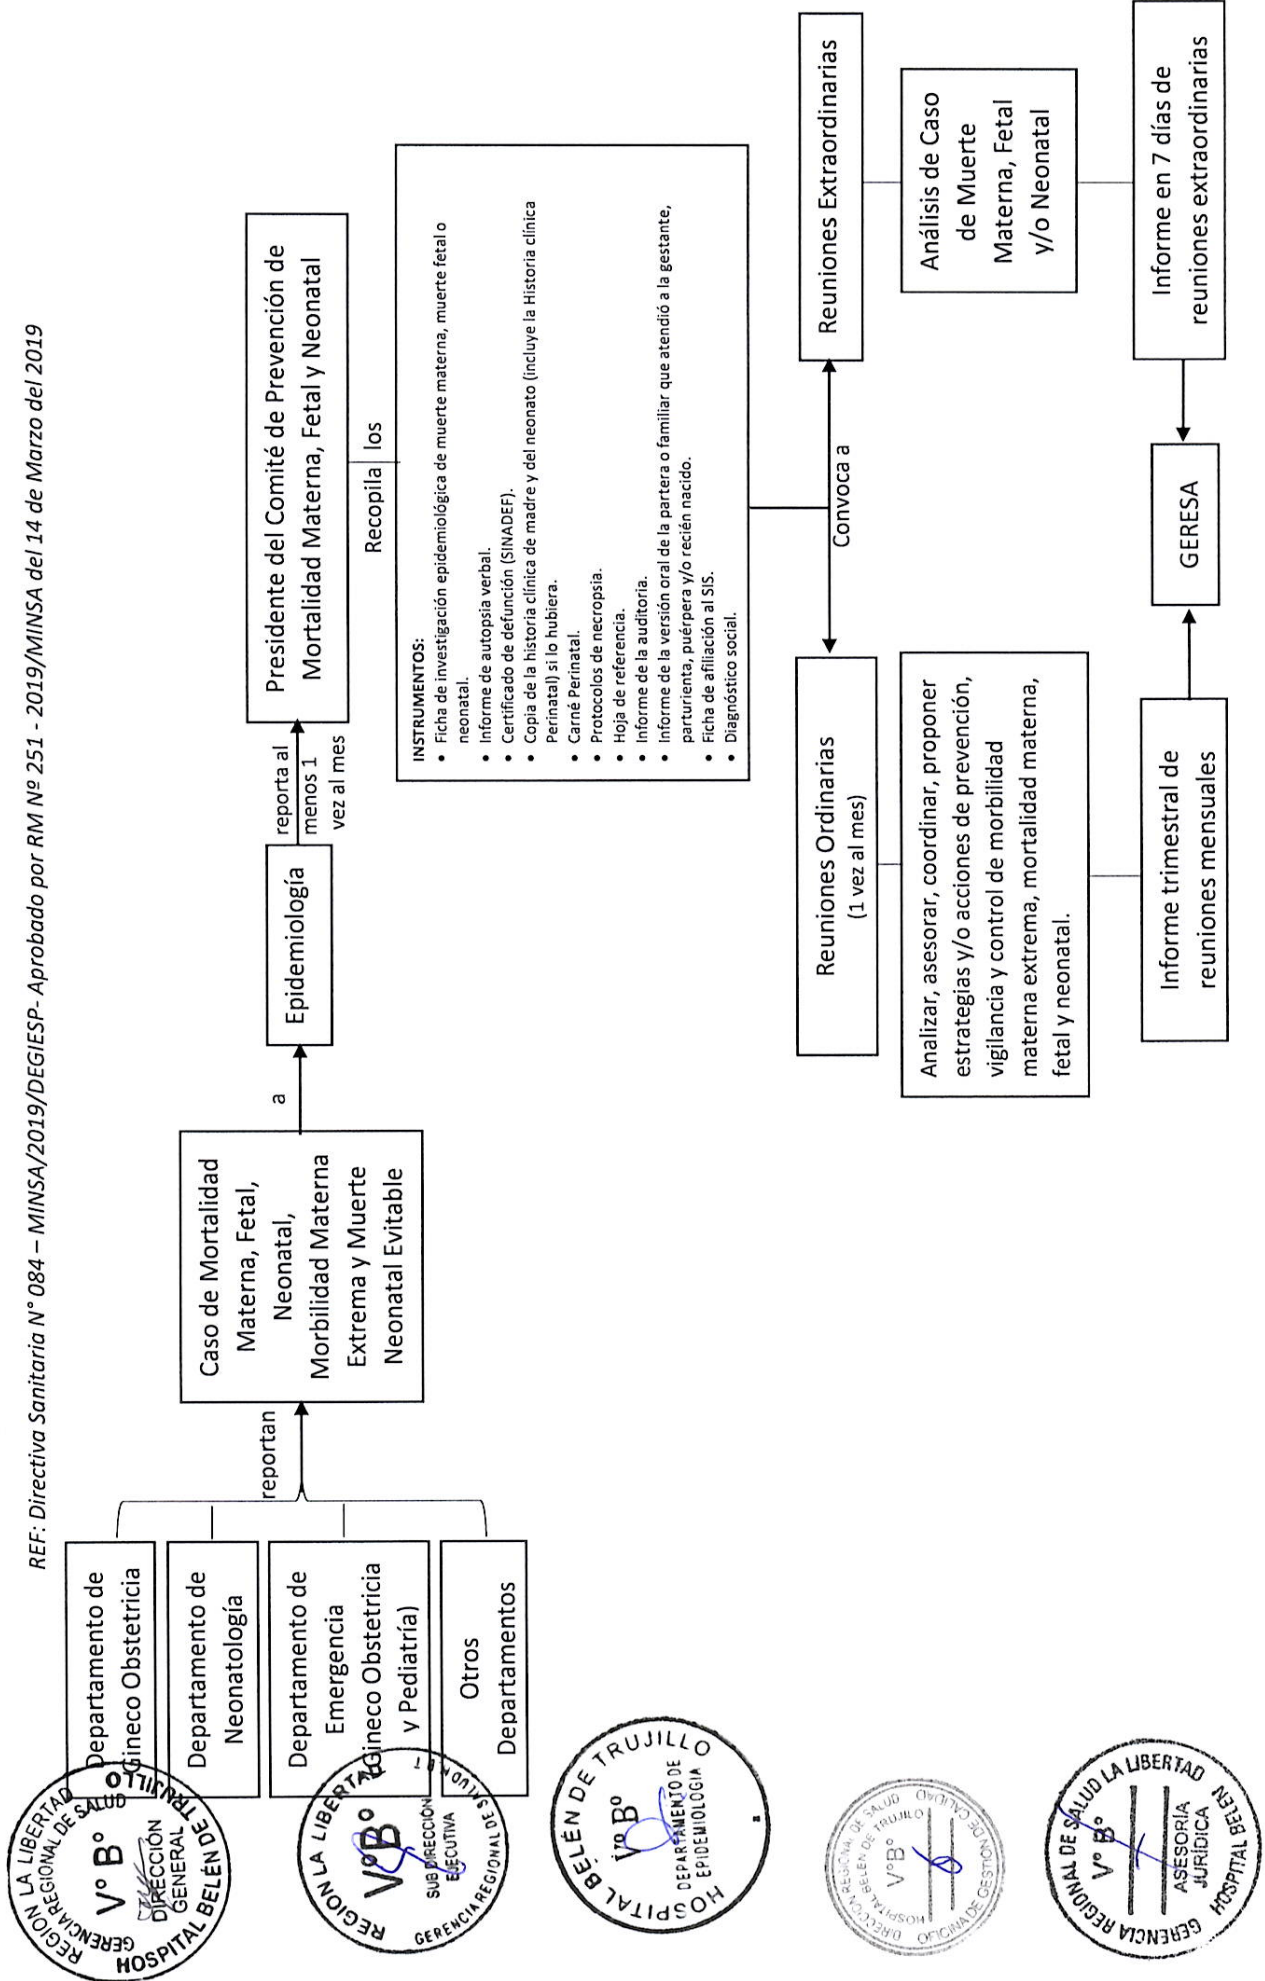 REF: Directiva Sanitaria N° 084 – MINSA/2019/DEGIESP- Aprobado por RM Nº 251 - 2019/MINSA del 14 de Marzo del 2019
Departamento de
Gineco Obstetricia
Departamento de
Neonatología
Departamento de
Emergencia
Gineco Obstetricia
y Pediatría)
Otros
Departamentos
reportan
Caso de Mortalidad
Materna, Fetal,
Neonatal,
Morbilidad Materna
Extrema y Muerte
Neonatal Evitable
a
Epidemiología
reporta al
menos 1
vez al mes
Presidente del Comité de Prevención de
Mortalidad Materna, Fetal y Neonatal
Recopila los
INSTRUMENTOS:
• Ficha de investigación epidemiológica de muerte materna, muerte fetal o
neonatal.
• Informe de autopsia verbal.
• Certificado de defunción (SINADEF).
• Copia de la historia clínica de madre y del neonato (incluye la Historia clínica
Perinatal) si lo hubiera.
• Carné Perinatal.
• Protocolos de necropsia.
• Hoja de referencia.
• Informe de la auditoria.
• Informe de la versión oral de la partera o familiar que atendió a la gestante,
parturienta, puérpera y/o recién nacido.
• Ficha de afiliación al SIS.
• Diagnóstico social.
Convoca a
Reuniones Ordinarias
(1 vez al mes)
Analizar, asesorar, coordinar, proponer
estrategias y/o acciones de prevención,
vigilancia y control de morbilidad
materna extrema, mortalidad materna,
fetal y neonatal.
Informe trimestral de
reuniones mensuales
GERESA
Reuniones Extraordinarias
Análisis de Caso
de Muerte
Materna, Fetal
y/o Neonatal
Informe en 7 días de
reuniones extraordinarias
REGION LA LIBERTAD
GERENCIA REGIONAL DE SALUD
V° B°
DIRECCIÓN
GENERAL
HOSPITAL BELÉN DE TRUJILLO
REGION LA LIBERTAD
V° B°
SUB DIRECCIÓN
EJECUTIVA
GERENCIA REGIONAL DE SALUD
HOSPITAL BELÉN DE TRUJILLO
V° B°
DEPARTAMENTO DE
EPIDEMIOLOGIA
DIRECCION REGIONAL DE SALUD
HOSPITAL BELEN DE TRUJILLO
V°B°
OFICINA DE GESTION DE CALIDAD
GERENCIA REGIONAL DE SALUD LA LIBERTAD
V° B°
ASESORÍA
JURÍDICA
HOSPITAL BELEN